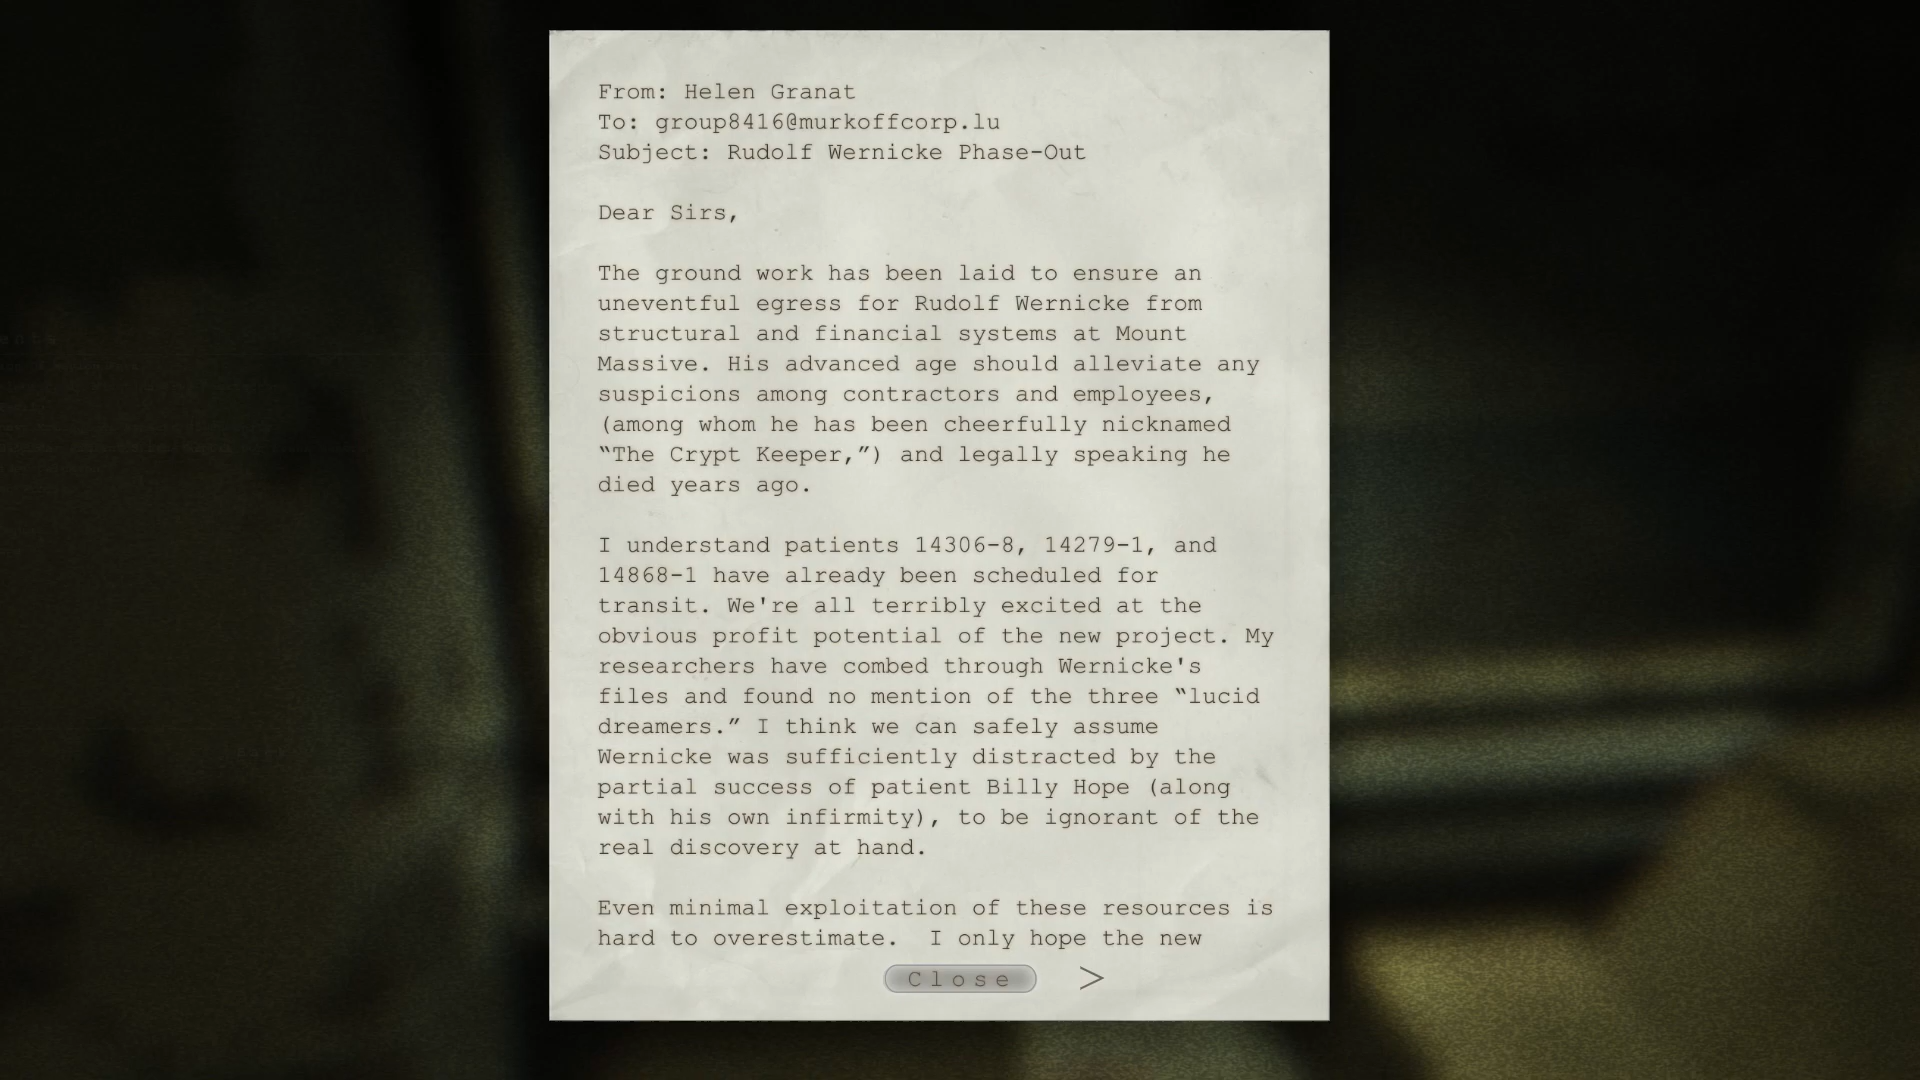 From: Helen Granat
To: group8416@murkoffcorp.lu
Subject: Rudolf Wernicke Phase-Out
Dear Sirs,
The ground work has been laid to ensure an
uneventful egress for Rudolf Wernicke from
structural and financial systems at Mount
Massive. His advanced age should alleviate any
suspicions among contractors and employees,
(among whom he has been cheerfully nicknamed
“The Crypt Keeper,”) and legally speaking he
died years ago.
I understand patients 14306-8, 14279-1, and
14868-1 have already been scheduled for
transit. We're all terribly excited at the
obvious profit potential of the new project. My
researchers have combed through Wernicke's
files and found no mention of the three “lucid
dreamers.” I think we can safely assume
Wernicke was sufficiently distracted by the
partial success of patient Billy Hope (along
with his own infirmity), to be ignorant of the
real discovery at hand.
Even minimal exploitation of these resources is
hard to overestimate.  I only hope the new
Close >